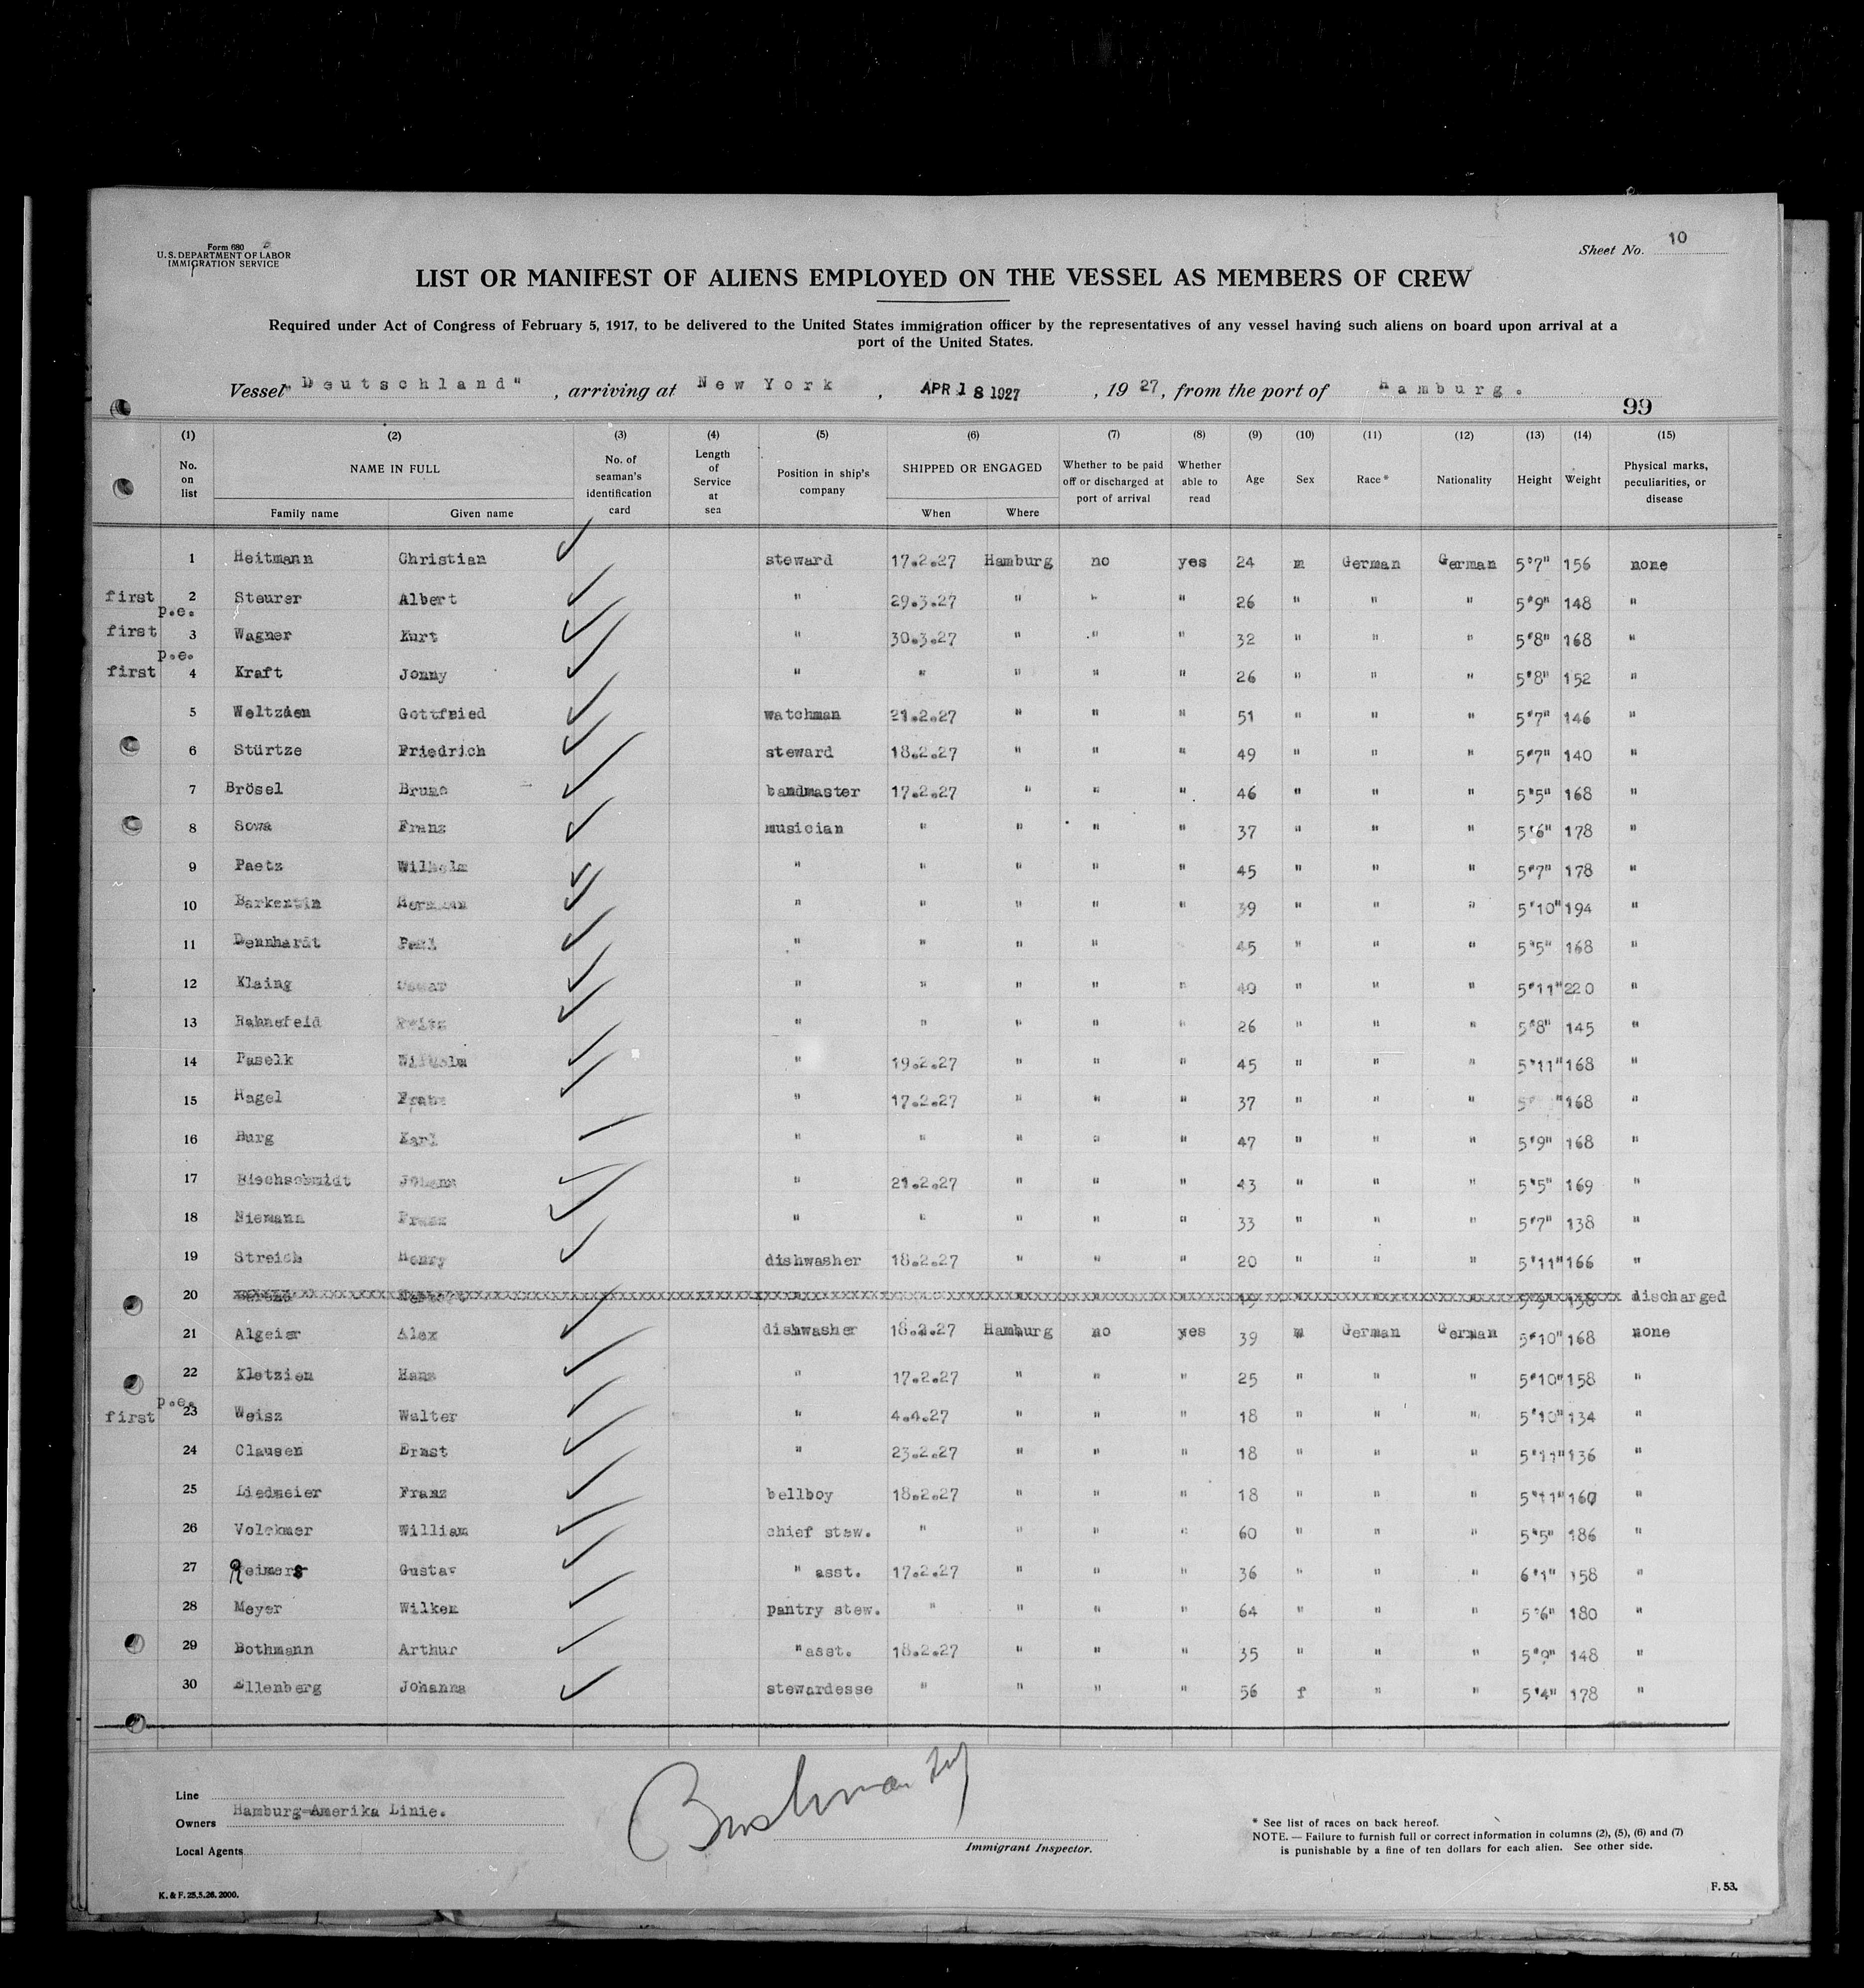 Form 680
U. S. DEPARTMENT OF LABOR
IMMIGRATION SERVICE
Sheet No. 10
LIST OR MANIFEST OF ALIENS EMPLOYED ON THE VESSEL AS MEMBERS OF CREW
Required under Act of Congress of February 5, 1917, to be delivered to the United States immigration officer by the representatives of any vessel having such aliens on board upon arrival at a
port of the United States.
Vessel "Deutschland" , arriving at New York , APR 18 1927 , 1927, from the port of Hamburg.
99
(1) (2) (3) (4) (5) (6) (7) (8) (9) (10) (11) (12) (13) (14) (15)
No. on list NAME IN FULL Family name Given name No. of seaman's identification card Length of Service at sea Position in ship's company SHIPPED OR ENGAGED When Where Whether to be paid off or discharged at port of arrival Whether able to read Age Sex Race * Nationality Height Weight Physical marks, peculiarities, or disease
1 Heitmann Christian steward 17.2.27 Hamburg no yes 24 m German German 5'7" 156 none
first p.e. 2 Steurer Albert " 29.3.27 " " " 26 " " " 5'9" 148 "
first p.e. 3 Wagner Kurt " 30.3.27 " " " 32 " " " 5'8" 168 "
first 4 Kraft Jonny " " " " " 26 " " " 5'8" 152 "
5 Weltzien Gottfried watchman 21.2.27 " " " 51 " " " 5'7" 146 "
6 Stürtze Friedrich steward 18.2.27 " " " 49 " " " 5'7" 140 "
7 Brösel Bruno bandmaster 17.2.27 " " " 46 " " " 5'5" 168 "
8 Sowa Franz musician " " " " 37 " " " 5'6" 178 "
9 Paetz Wilhelm " " " " " 45 " " " 5'7" 178 "
10 Barkentin Hermann " " " " " 39 " " " 5'10" 194 "
11 Dennhardt Paul " " " " 45 " " " 5'5" 168 "
12 Klaing Oscar " " " " " 40 " " " 5'11" 220 "
13 Hahnefeld " " " " " 26 " " " 5'8" 145 "
14 Paselk Wilhelm " 19.2.27 " " " 45 " " " 5'11" 168 "
15 Hagel Franz " 17.2.27 " " " 37 " " " 5' " 168 "
16 Burg Karl " " " " " 47 " " " 5'9" 168 "
17 Bischschmidt Johann " 21.2.27 " " " 43 " " " 5'5" 169 "
18 Niemann Franz " " " " " 33 " " " 5'7" 138 "
19 Streich Henry dishwasher 18.2.27 " " " 20 " " " 5'11" 166 "
20 discharged
21 Algeier Alex dishwasher 18.2.27 Hamburg no yes 39 m German German 5'10" 168 none
22 Kletzien Hans " 17.2.27 " " " 25 " " " 5'10" 158 "
first p.e. 23 Weisz Walter " 4.4.27 " " " 18 " " " 5'10" 134 "
24 Clausen Ernst " 23.2.27 " " " 18 " " " 5'11" 136 "
25 Liedmeier Franz bellboy 18.2.27 " " " 18 " " " 5'11" 160 "
26 Volckmer William chief stew. " " " " 60 " " " 5'5" 186 "
27 Reimers Gustav " asst. 17.2.27 " " " 36 " " " 6'1" 158 "
28 Meyer Wilken pantry stew. " " " " 64 " " " 5'6" 180 "
29 Bothmann Arthur " asst. 18.2.27 " " " 35 " " " 5'9" 148 "
30 Ellenberg Johanna stewardesse " " " " 56 f " " 5'4" 178 "
Line
Owners Hamburg-Amerika Linie.
Local Agents
Immigrant Inspector.
* See list of races on back hereof.
NOTE. — Failure to furnish full or correct information in columns (2), (5), (6) and (7)
is punishable by a fine of ten dollars for each alien. See other side.
K. & F. 25.5.26. 2000.
F. 53.